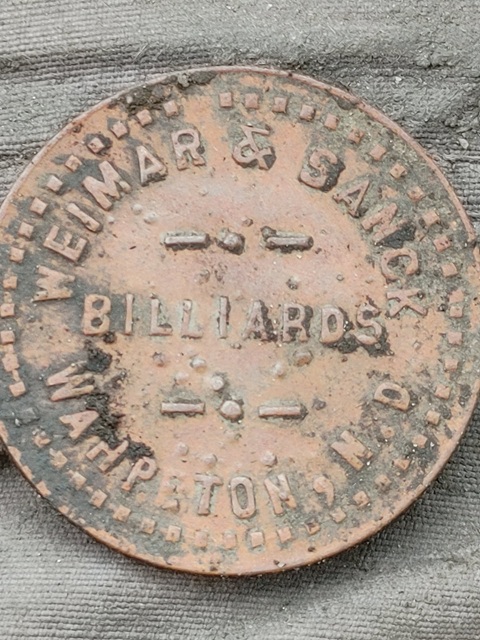 WEIMAR & SANCK
BILLIARDS
WAHPETON, N.D.